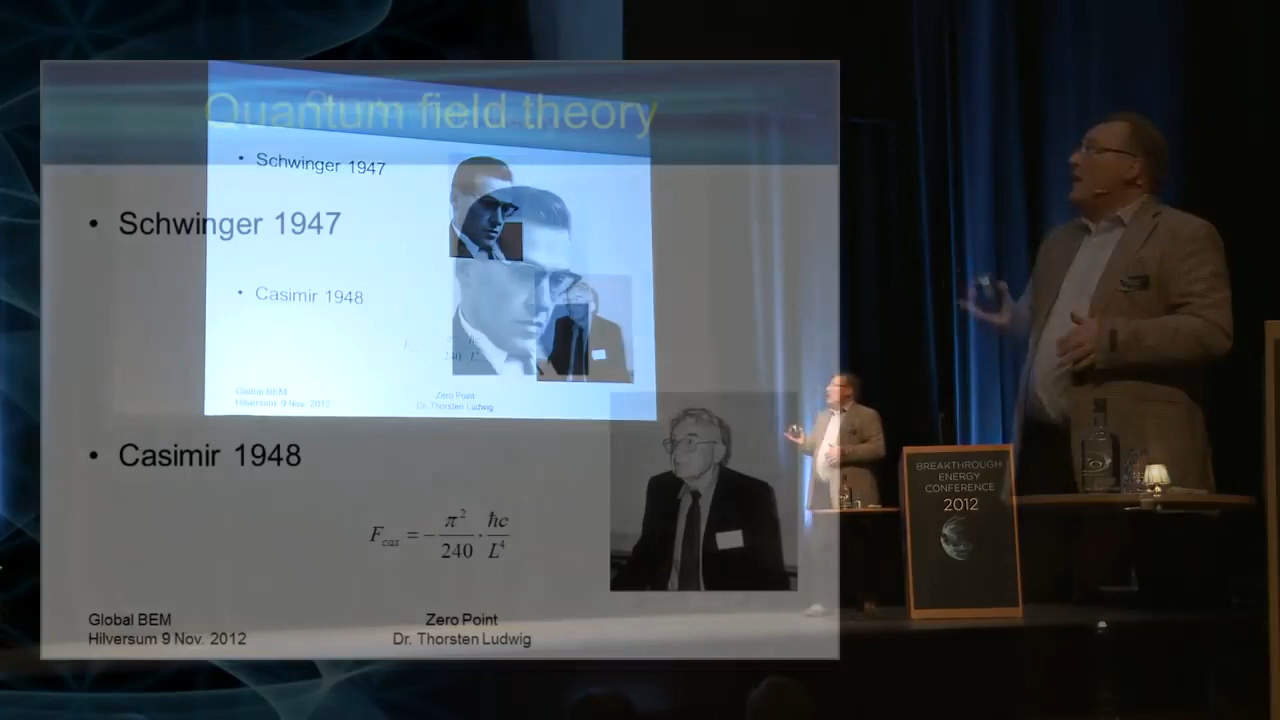 Quantum field theory
• Schwinger 1947
• Casimir 1948
F_cas = - π²/240 · ħc/L⁴
Global BEM
Hilversum 9 Nov. 2012
Zero Point
Dr. Thorsten Ludwig
• Schwinger 1947
• Casimir 1948
Global BEM
Hilversum 9 Nov. 2012
Zero Point
Dr. Thorsten Ludwig
BREAKTHROUGH
ENERGY
CONFERENCE
2012